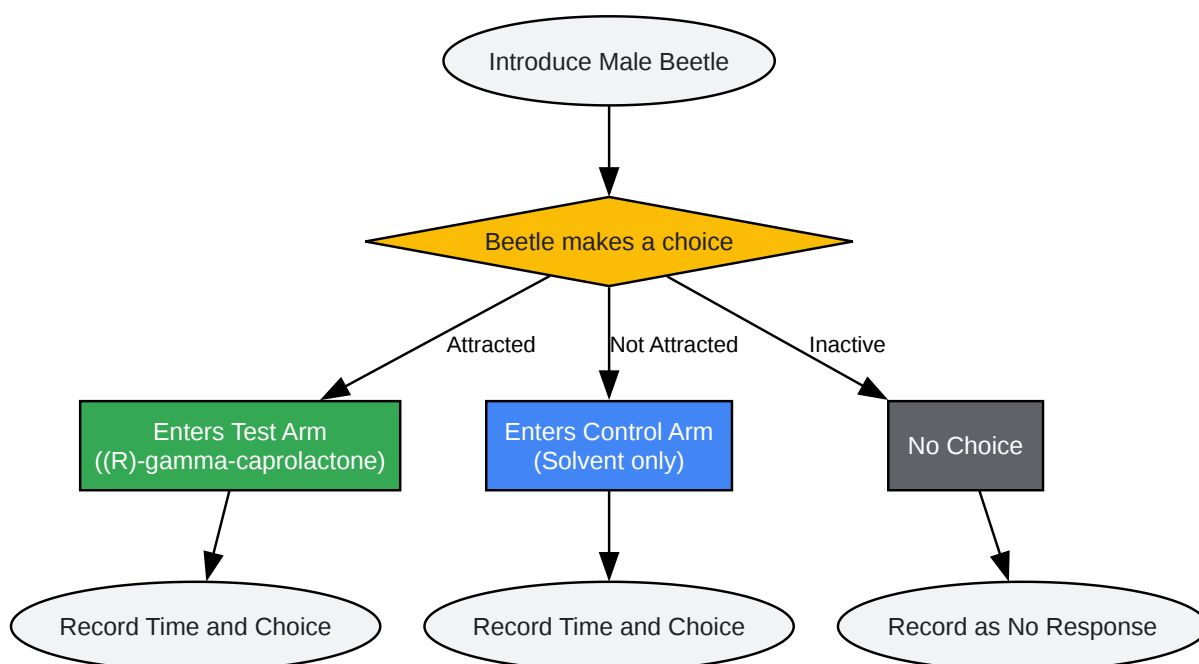 Introduce Male Beetle
Beetle makes a choice
Attracted
Not Attracted
Inactive
Enters Test Arm
((R)-gamma-caprolactone)
Enters Control Arm
(Solvent only)
No Choice
Record Time and Choice
Record Time and Choice
Record as No Response